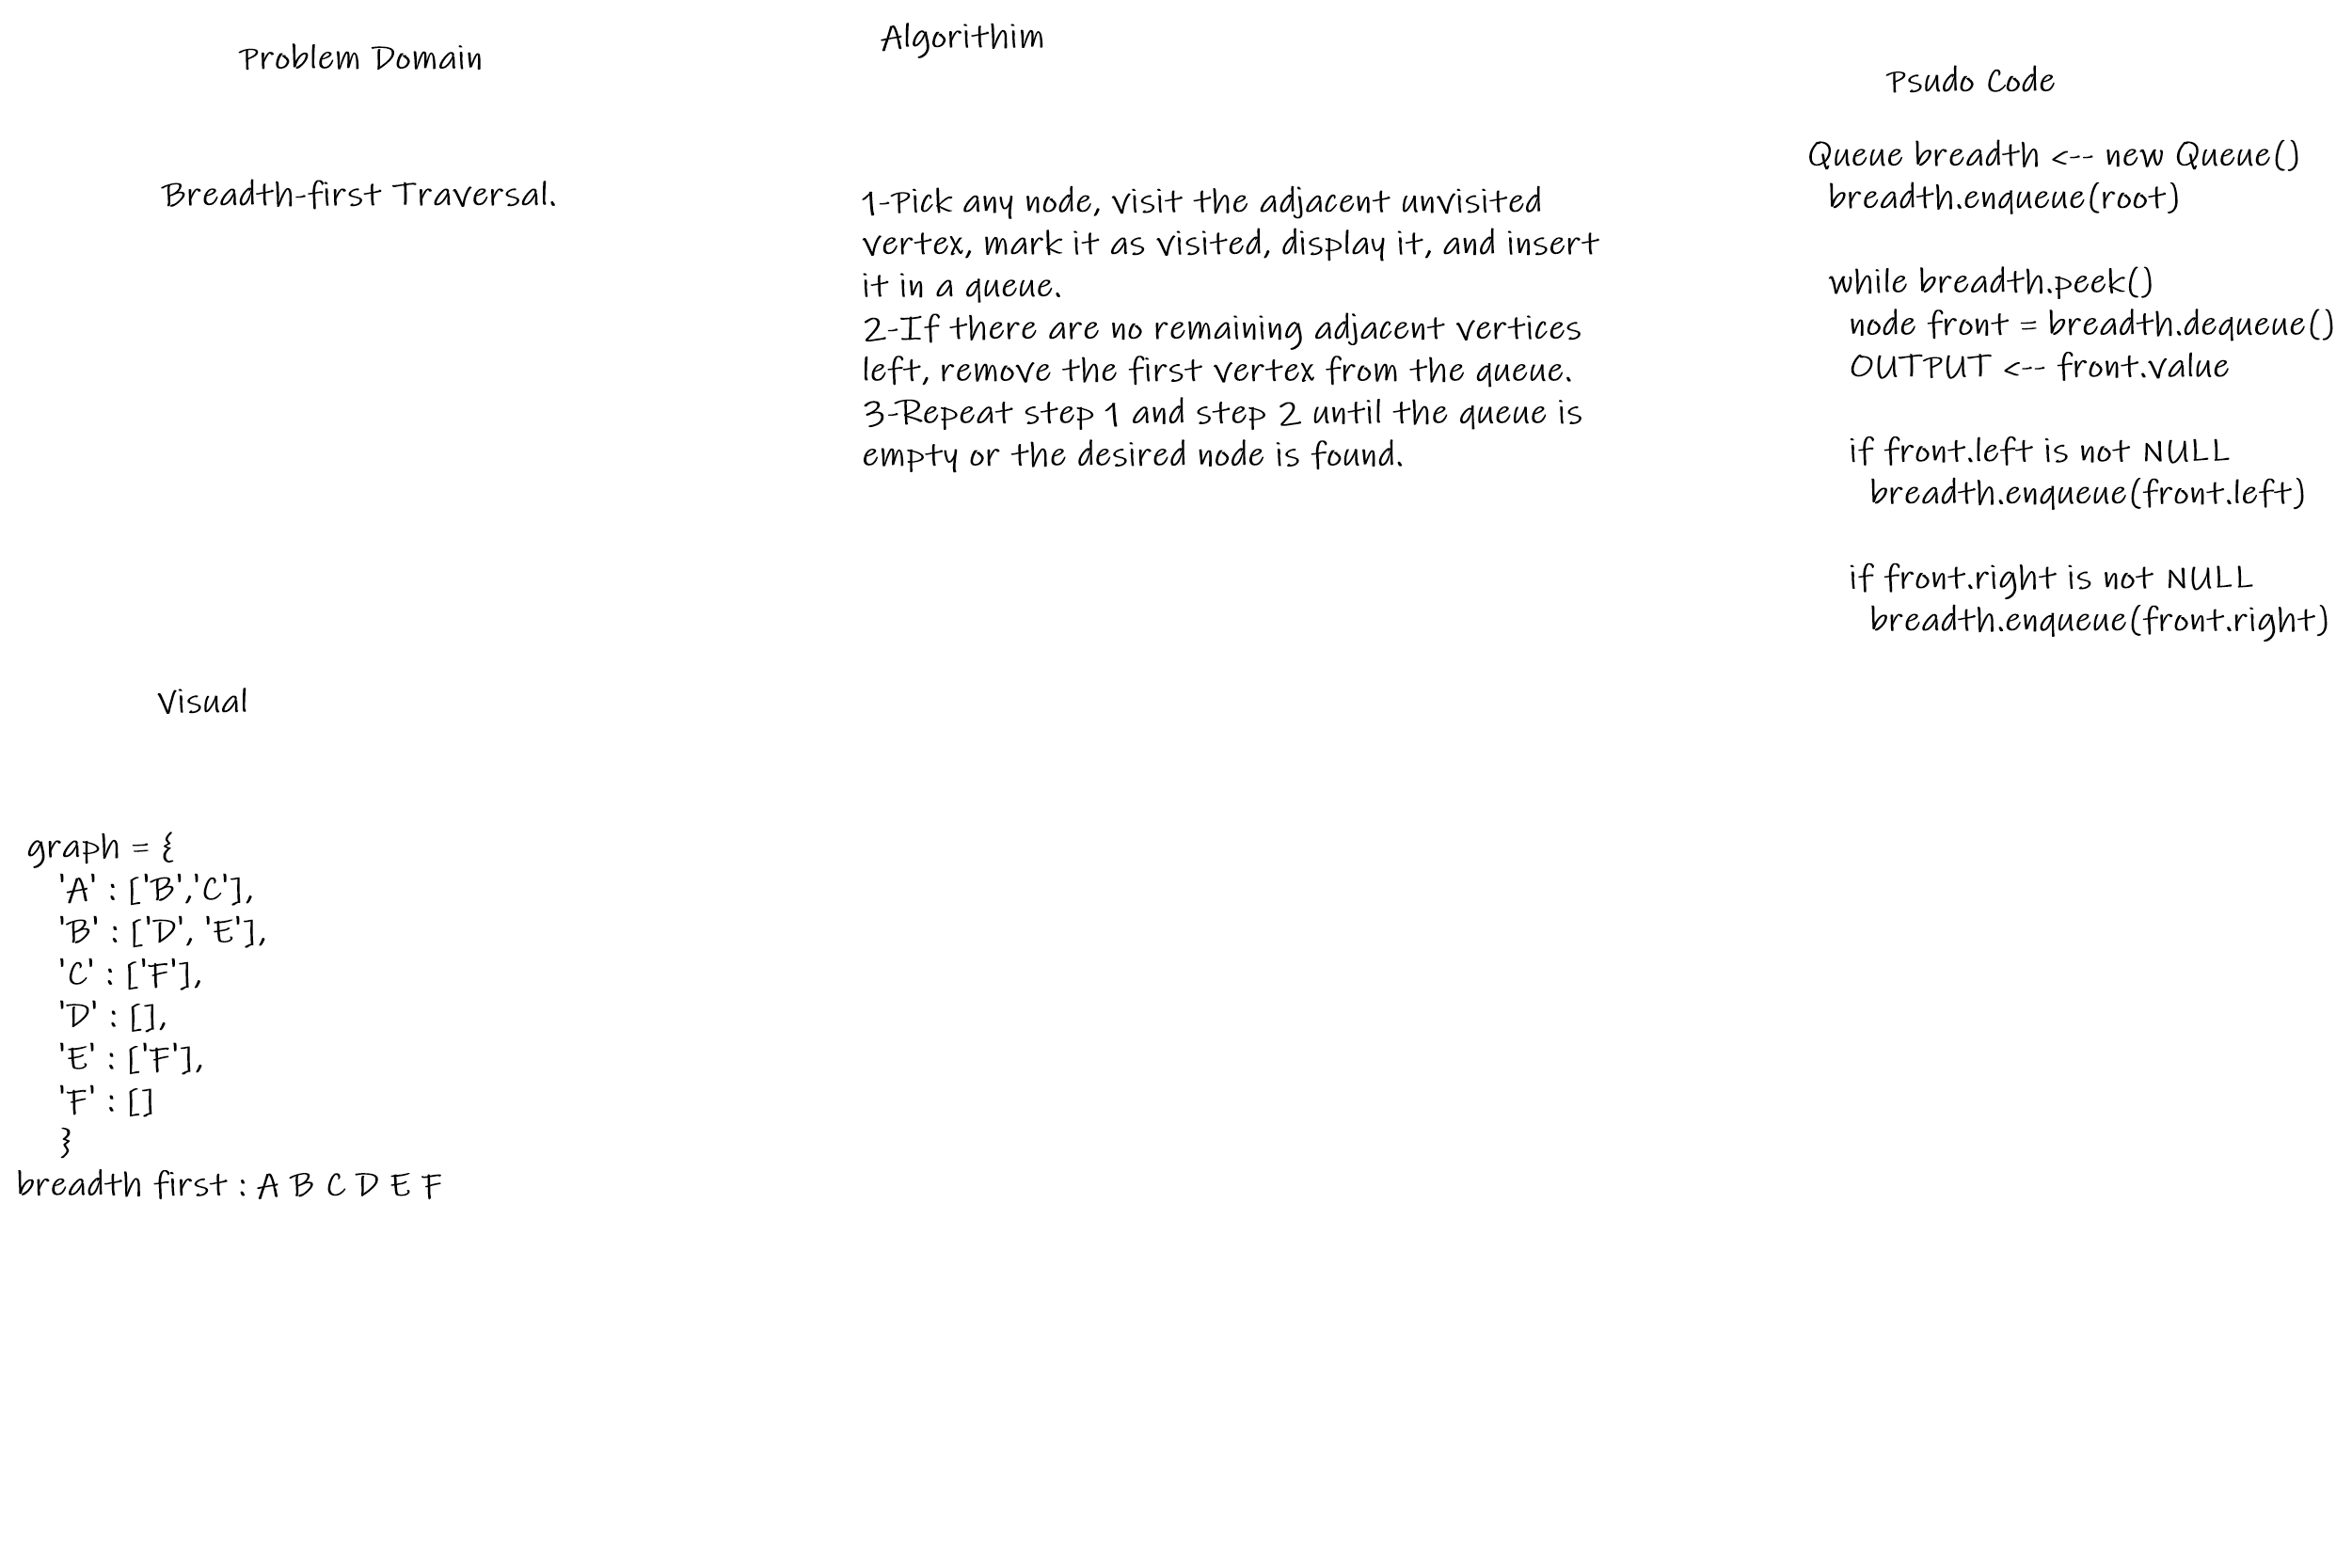 Problem Domain
Breadth-first Traversal.
Algorithim
1-Pick any node, visit the adjacent unvisited
vertex, mark it as visited, display it, and insert
it in a queue.
2-If there are no remaining adjacent vertices
left, remove the first vertex from the queue.
3-Repeat step 1 and step 2 until the queue is
empty or the desired node is found.
Psudo Code
Queue breadth <-- new Queue()
breadth.enqueue(root)
while breadth.peek()
node front = breadth.dequeue()
OUTPUT <-- front.value
if front.left is not NULL
breadth.enqueue(front.left)
if front.right is not NULL
breadth.enqueue(front.right)
Visual
graph = {
'A' : ['B','C'],
'B' : ['D', 'E'],
'C' : ['F'],
'D' : [],
'E' : ['F'],
'F' : []
}
breadth first : A B C D E F